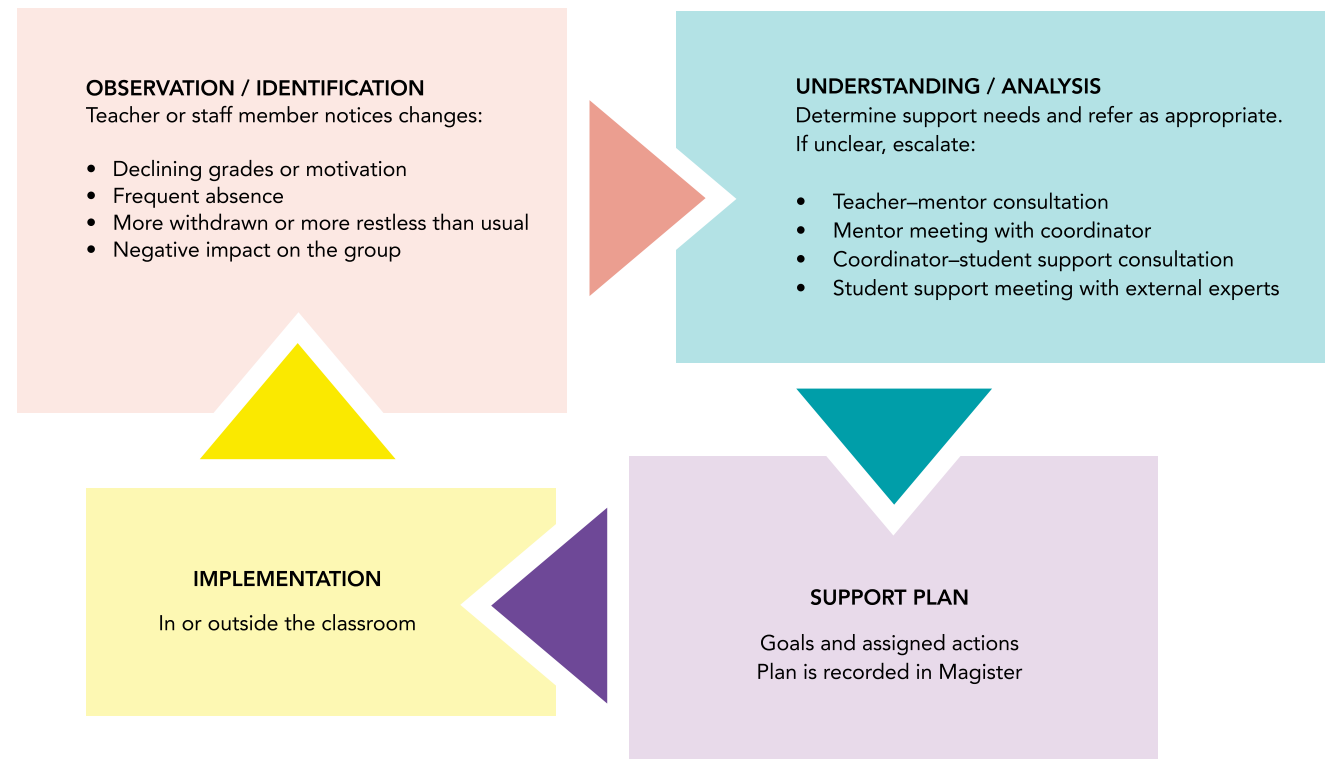 OBSERVATION / IDENTIFICATION
Teacher or staff member notices changes:
• Declining grades or motivation
• Frequent absence
• More withdrawn or more restless than usual
• Negative impact on the group
UNDERSTANDING / ANALYSIS
Determine support needs and refer as appropriate.
If unclear, escalate:
• Teacher–mentor consultation
• Mentor meeting with coordinator
• Coordinator–student support consultation
• Student support meeting with external experts
SUPPORT PLAN
Goals and assigned actions
Plan is recorded in Magister
IMPLEMENTATION
In or outside the classroom